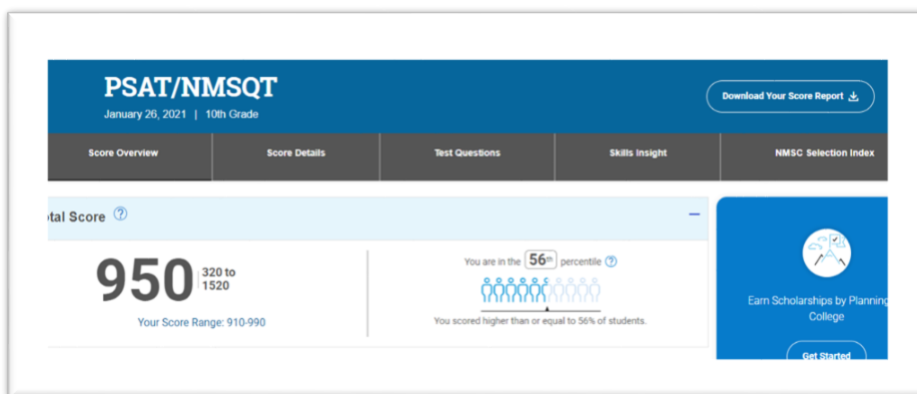 PSAT/NMSQT
January 26, 2021 | 10th Grade
Download Your Score Report
Score Overview
Score Details
Test Questions
Skills Insight
NMSC Selection Index
Score
950
320 to
1520
Your Score Range: 910-990
You are in the 56th percentile
You scored higher than or equal to 56% of students.
Earn Scholarships by Planning
College
Get Started